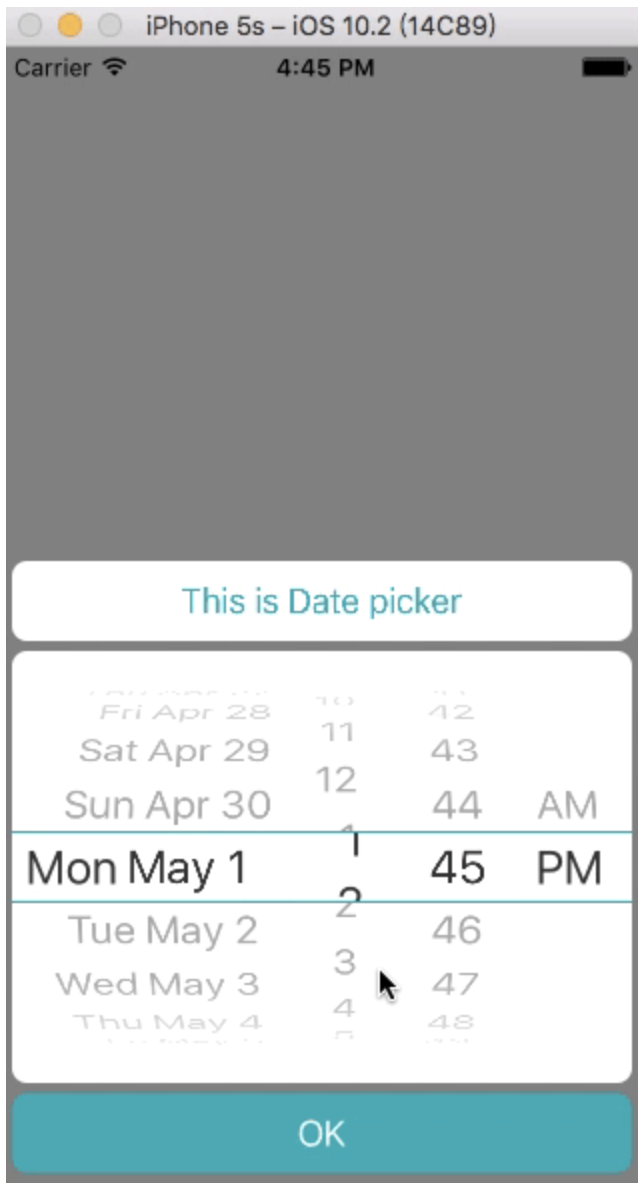 iPhone 5s – iOS 10.2 (14C89)
Carrier 4:45 PM
This is Date picker
10
Fri Apr 28 11 42
Sat Apr 29 12 43
Sun Apr 30 1 44 AM
Mon May 1 45 PM
Tue May 2 2 46
Wed May 3 3 47
Thu May 4 4 48
5
OK